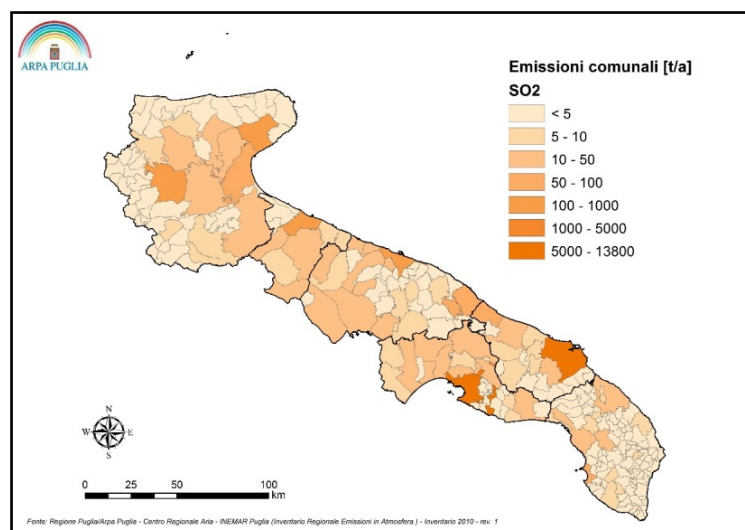 ARPA PUGLIA
Emissioni comunali [t/a]
SO2
< 5
5 - 10
10 - 50
50 - 100
100 - 1000
1000 - 5000
5000 - 13800
N
W E
S
0 25 50 100
km
Fonte: Regione Puglia/Arpa Puglia - Centro Regionale Aria - INEMAR Puglia (Inventario Regionale Emissioni in Atmosfera ) - Inventario 2010 - rev. 1